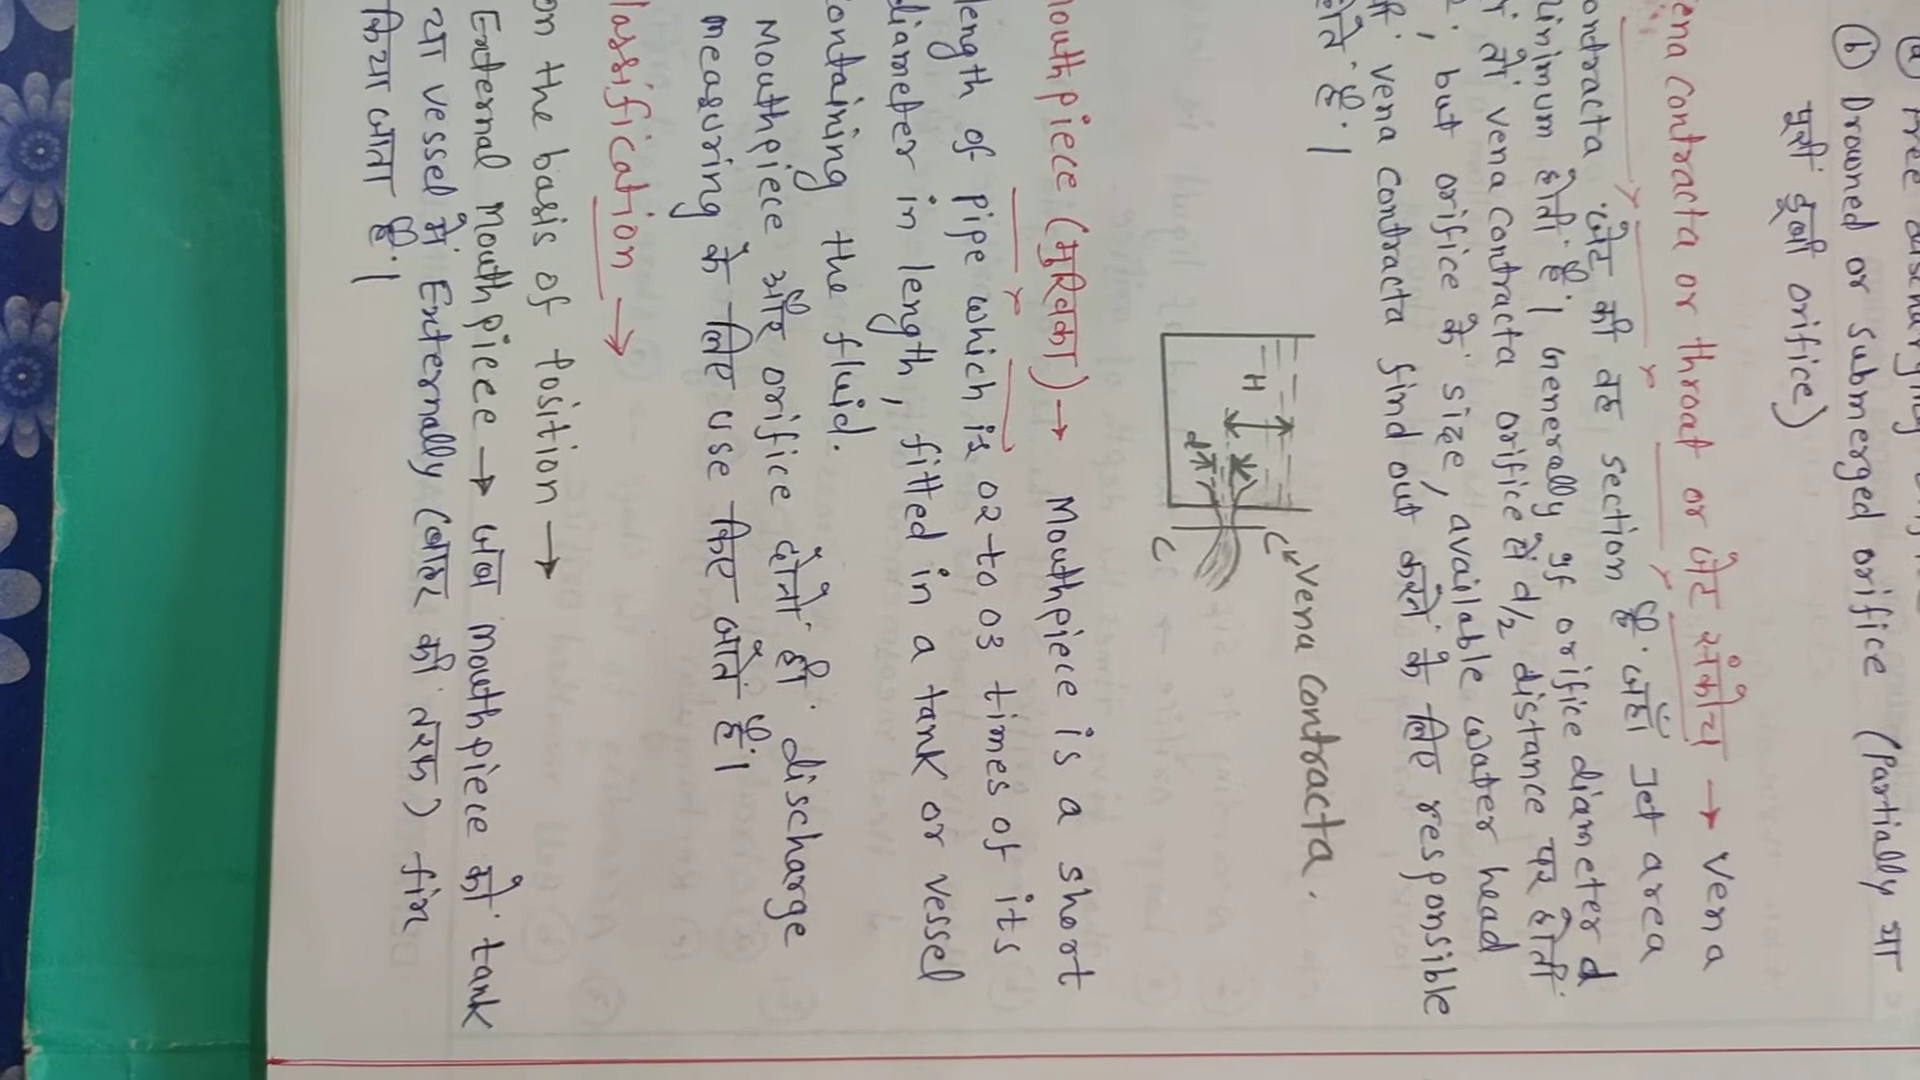 ⓐ Free discharging
ⓑ Drowned or submerged orifice (Partially या
पूरी डूबी orifice)
ena contracta or throat or जेट संकोच → vena
ontracta जेट की वह section है जहाँ Jet area
inimum होती है। Generally if orifice diameter d
तो vena contracta orifice से d/2 distance पर होती
; but orifice के size, available water head
vena contracta find out करने के लिए responsible
होते हैं।
vena contracta.
H
d
C
C
outhpiece (मुखिका) → Mouthpiece is a short
length of pipe which is 02 to 03 times of its
diameter in length, fitted in a tank or vessel
ontaining the fluid.
Mouthpiece और orifice दोनों ही discharge
measuring के लिए use किए जाते हैं।
lassification →
on the basis of Position →
External mouthpiece → जब mouthpiece को tank
या vessel में Externally (बाहर की तरफ) fix
किया जाता है।